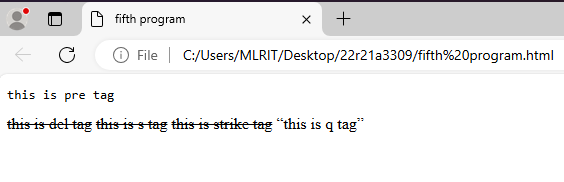 fifth program
File
C:/Users/MLRIT/Desktop/22r21a3309/fifth%20program.html
this is pre tag
this is del tag this is s tag this is strike tag “this is q tag”